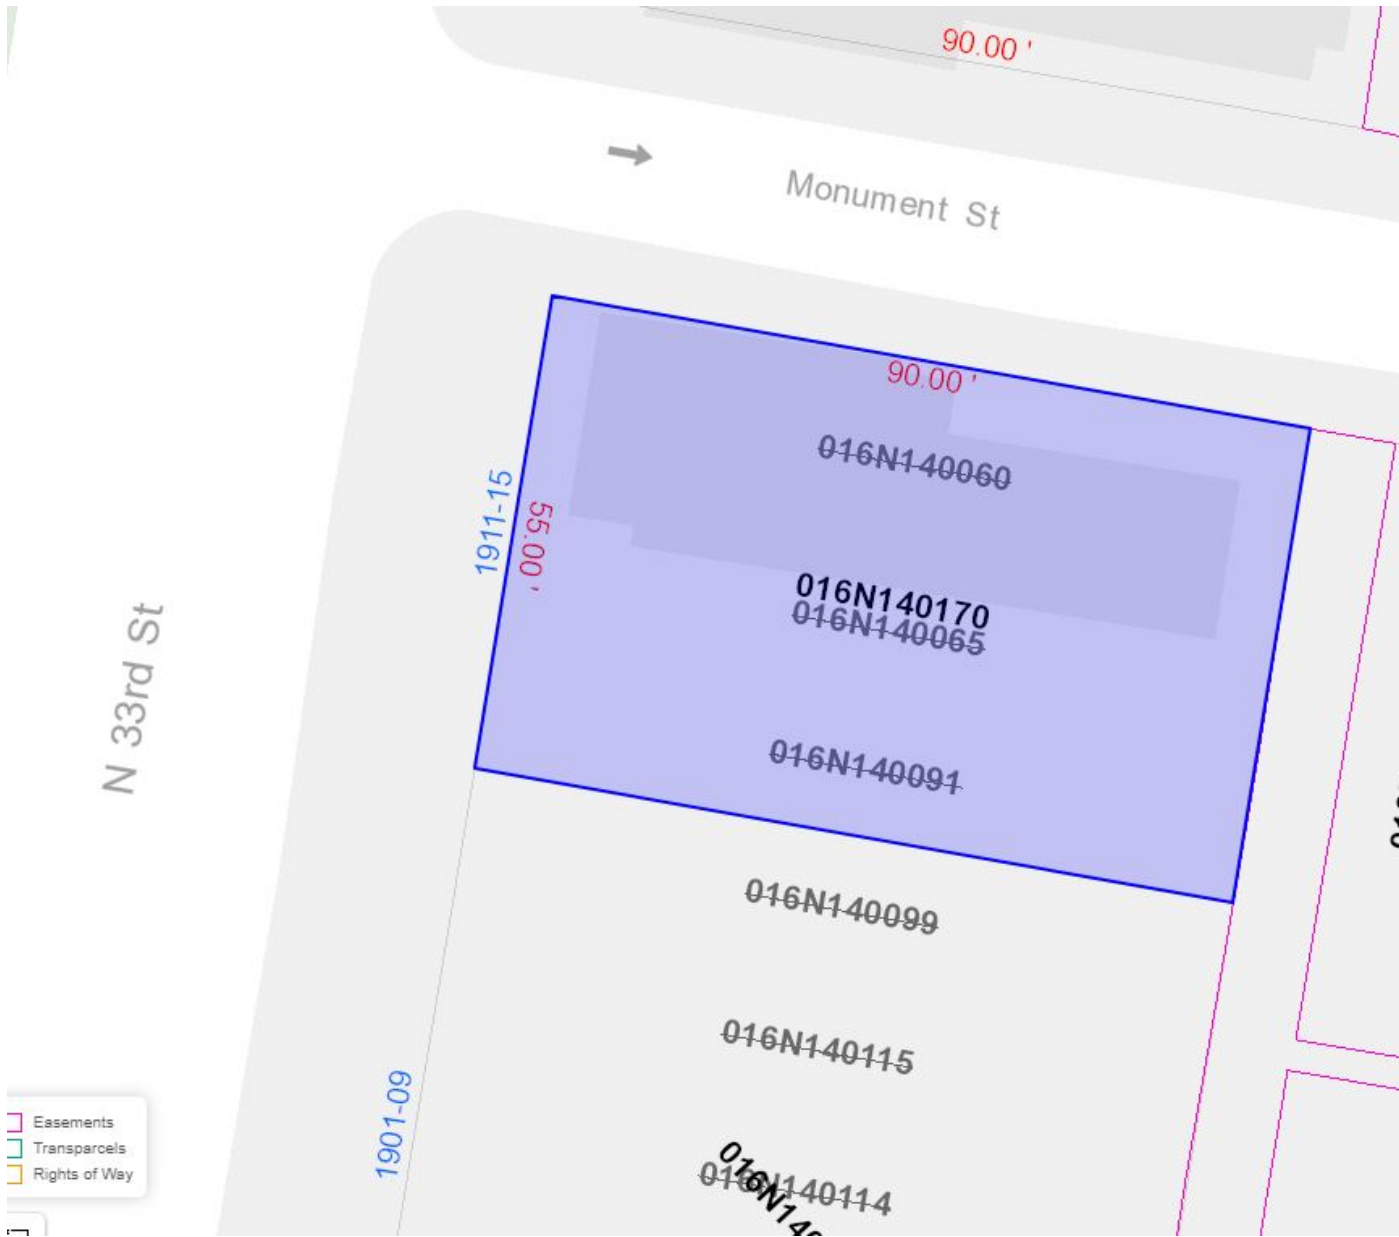 90.00 '
Monument St
90.00 '
016N140060
1911-15
55.00 '
016N140170
016N140065
N 33rd St
016N140091
016N140099
016N140115
1901-09
Easements
Transparcels
Rights of Way
016N140114